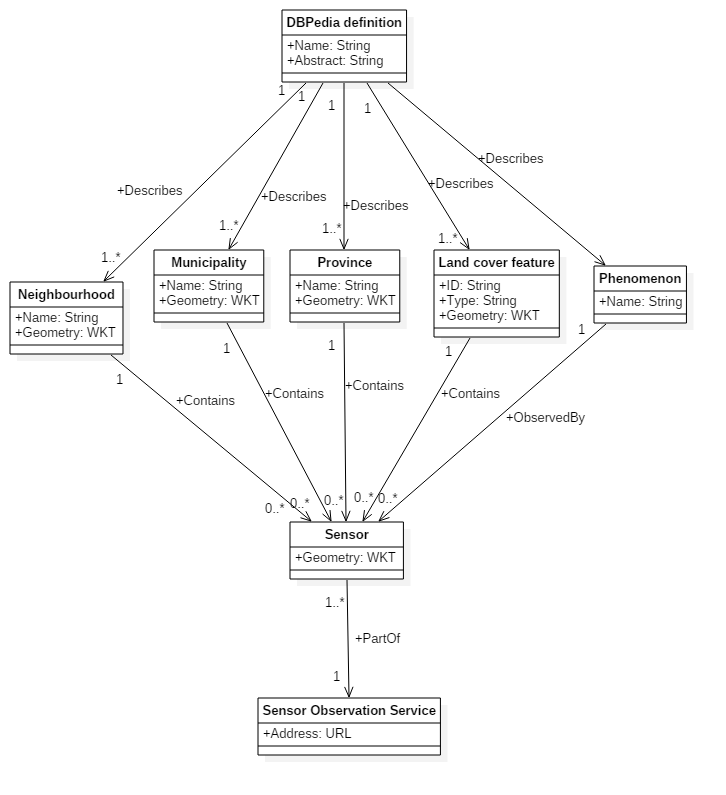 DBPedia definition
+Name: String
+Abstract: String
1
1
1
1
+Describes
+Describes
+Describes
+Describes
+Describes
1..*
1..*
1..*
1..*
Neighbourhood
+Name: String
+Geometry: WKT
Municipality
+Name: String
+Geometry: WKT
Province
+Name: String
+Geometry: WKT
Land cover feature
+ID: String
+Type: String
+Geometry: WKT
Phenomenon
+Name: String
1
1
1
1
1
+Contains
+Contains
+Contains
+Contains
+ObservedBy
0..*
0..*
0..*
0..*
0..*
Sensor
+Geometry: WKT
1..*
+PartOf
1
Sensor Observation Service
+Address: URL